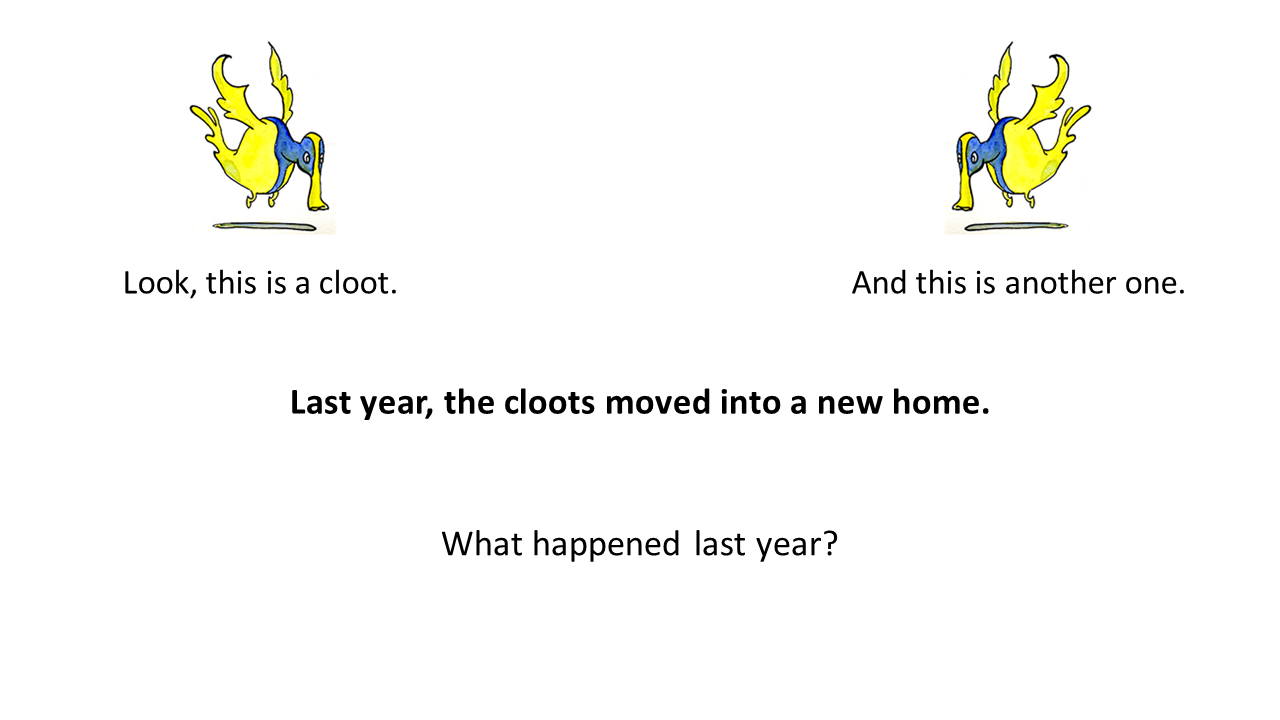 Look, this is a cloot.
And this is another one.
Last year, the cloots moved into a new home.
What happened last year?